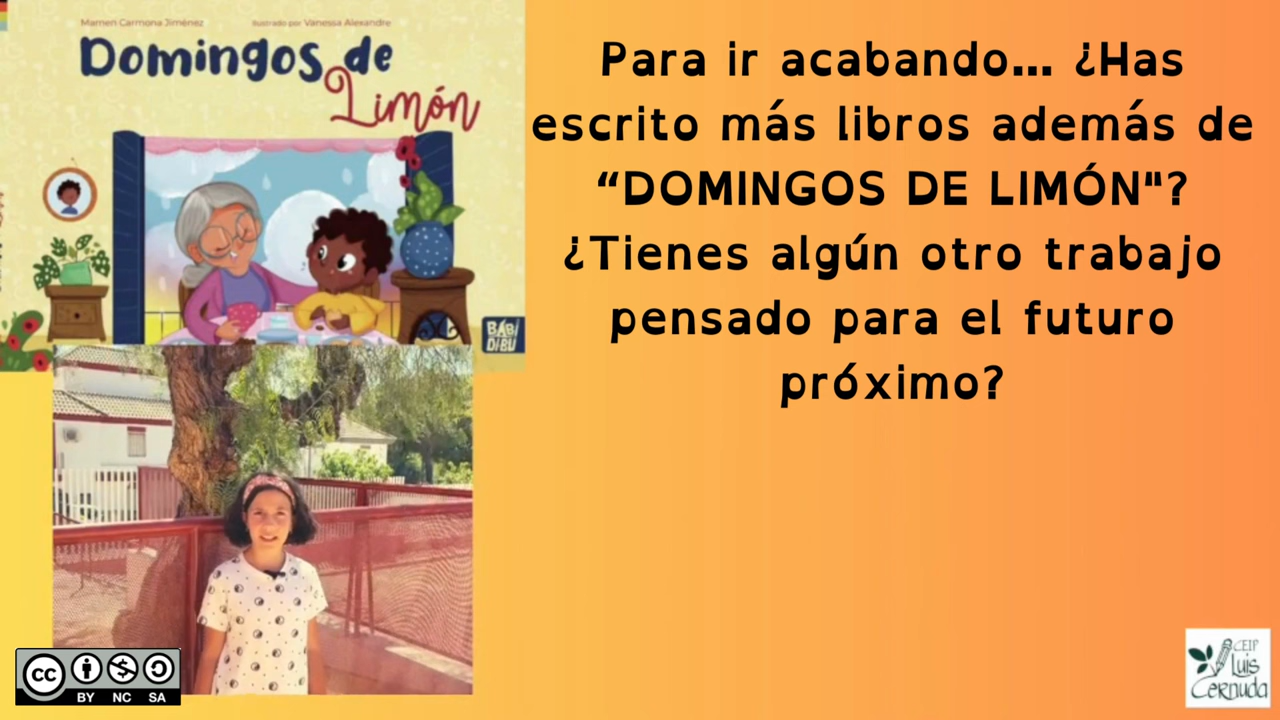 Mamen Carmona Jiménez
Ilustrado por Vanessa Alexandre
Domingos de
Limón
BABI
DIBU
Para ir acabando... ¿Has
escrito más libros además de
“DOMINGOS DE LIMÓN"?
¿Tienes algún otro trabajo
pensado para el futuro
próximo?
cc
BY NC SA
CEIP
Luis
Cernuda